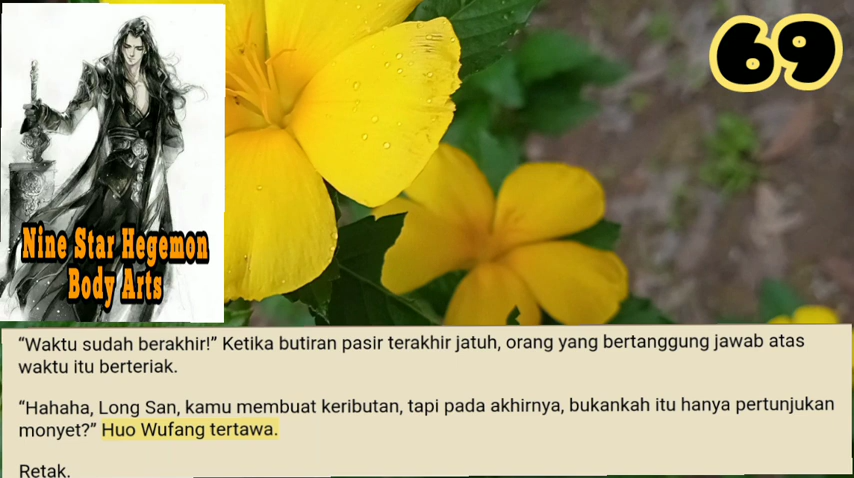 69
Nine Star Hegemon
Body Arts
“Waktu sudah berakhir!” Ketika butiran pasir terakhir jatuh, orang yang bertanggung jawab atas
waktu itu berteriak.
“Hahaha, Long San, kamu membuat keributan, tapi pada akhirnya, bukankah itu hanya pertunjukan
monyet?” Huo Wufang tertawa.
Retak.